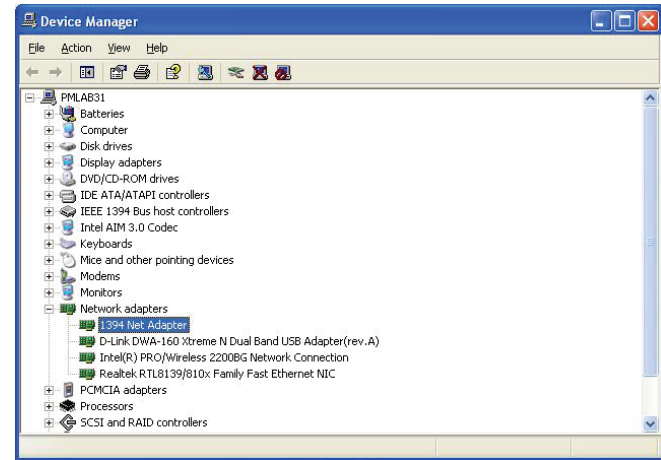 Device Manager
File Action View Help
PMLAB31
Batteries
Computer
Disk drives
Display adapters
DVD/CD-ROM drives
IDE ATA/ATAPI controllers
IEEE 1394 Bus host controllers
Intel AIM 3.0 Codec
Keyboards
Mice and other pointing devices
Modems
Monitors
Network adapters
1394 Net Adapter
D-Link DWA-160 Xtreme N Dual Band USB Adapter(rev.A)
Intel(R) PRO/Wireless 2200BG Network Connection
Realtek RTL8139/810x Family Fast Ethernet NIC
PCMCIA adapters
Processors
SCSI and RAID controllers